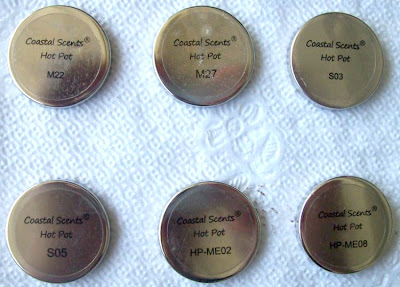 Coastal Scents®
Hot Pot
M22
Coastal Scents®
Hot Pot
M27
Coastal Scents®
Hot Pot
S03
Coastal Scents®
Hot Pot
S05
Coastal Scents®
Hot Pot
HP-ME02
Coastal Scents®
Hot Pot
HP-ME08